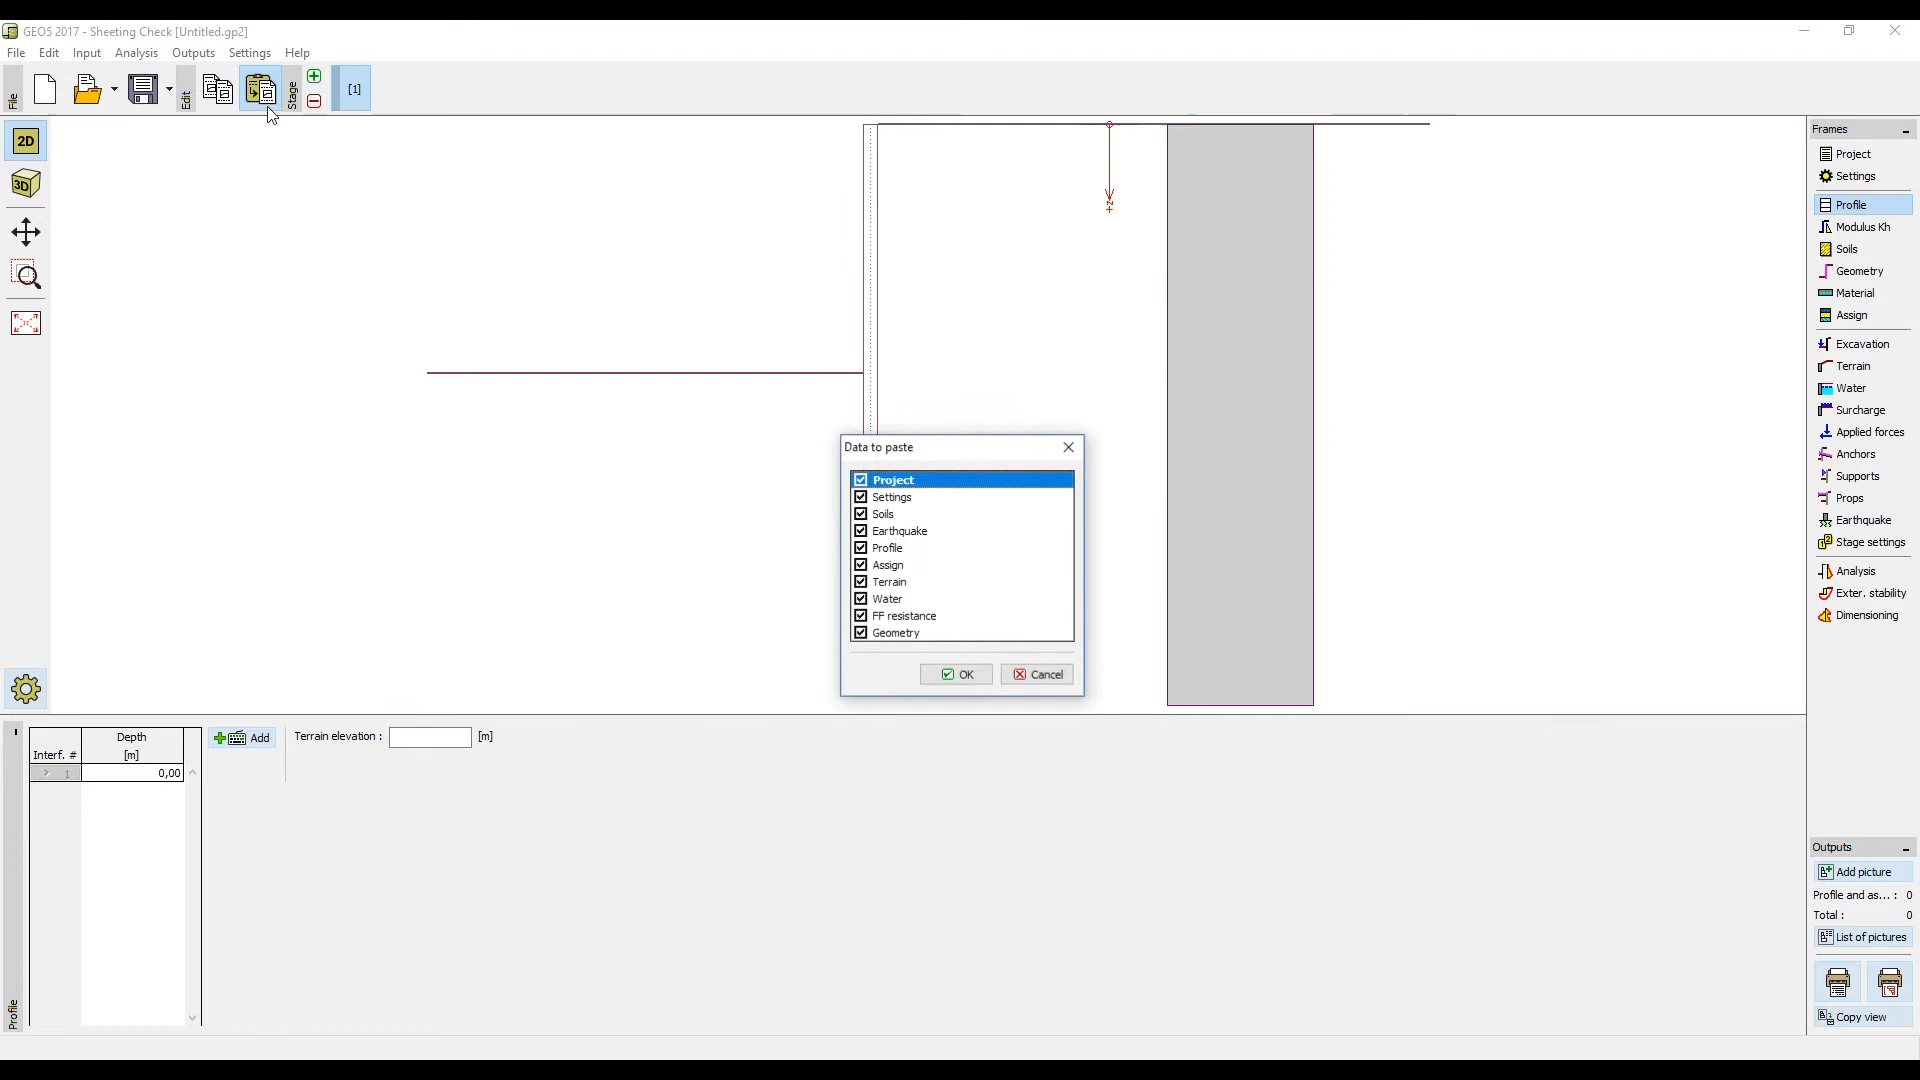 GEO5 2017 - Sheeting Check [Untitled.gp2]
File Edit Input Analysis Outputs Settings Help
File
Edit
Stage
[1]
2D
3D
+z
Data to paste
Project
Settings
Soils
Earthquake
Profile
Assign
Terrain
Water
FF resistance
Geometry
OK Cancel
Frames
Project
Settings
Profile
Modulus Kh
Soils
Geometry
Material
Assign
Excavation
Terrain
Water
Surcharge
Applied forces
Anchors
Supports
Props
Earthquake
Stage settings
Analysis
Exter. stability
Dimensioning
Interf. # Depth
[m]
> 1 0,00
Add
Terrain elevation : [m]
Profile
Outputs
Add picture
Profile and as... : 0
Total : 0
List of pictures
Copy view